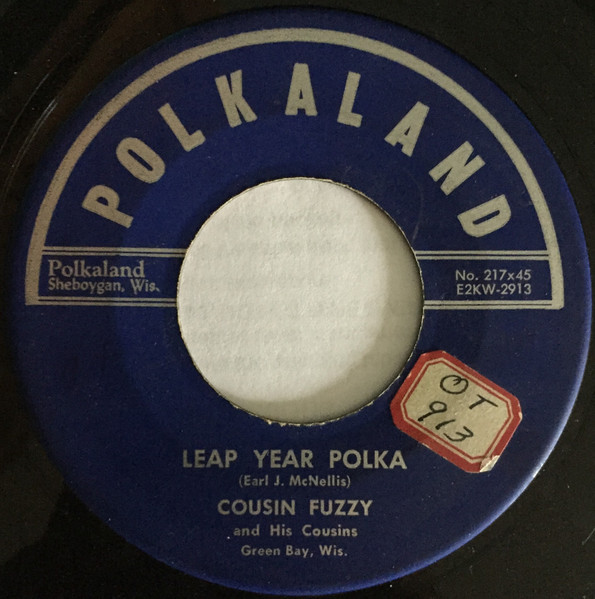 POLKALAND
Polkaland
Sheboygan, Wis.
No. 217x45
E2KW-2913
OT
913
LEAP YEAR POLKA
(Earl J. McNellis)
COUSIN FUZZY
and His Cousins
Green Bay, Wis.